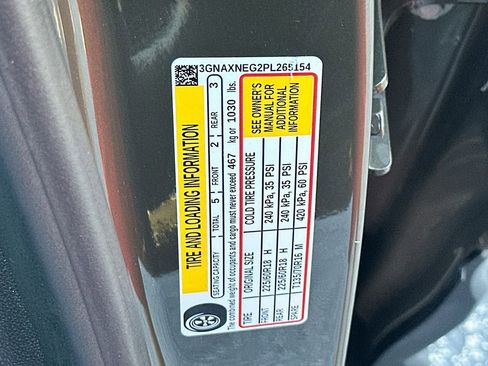 3GNAXNEG2PL265154
TIRE AND LOADING INFORMATION
SEATING CAPACITY TOTAL 5 FRONT 2 REAR 3
The combined weight of occupants and cargo must never exceed 467 kg or 1030 lbs.
TIRE ORIGINAL SIZE COLD TIRE PRESSURE
FRONT 225/60R18 H 240 kPa, 35 PSI
REAR 225/60R18 H 240 kPa, 35 PSI
SPARE T135/70R16 M 420 kPa, 60 PSI
SEE OWNER'S
MANUAL FOR
ADDITIONAL
INFORMATION